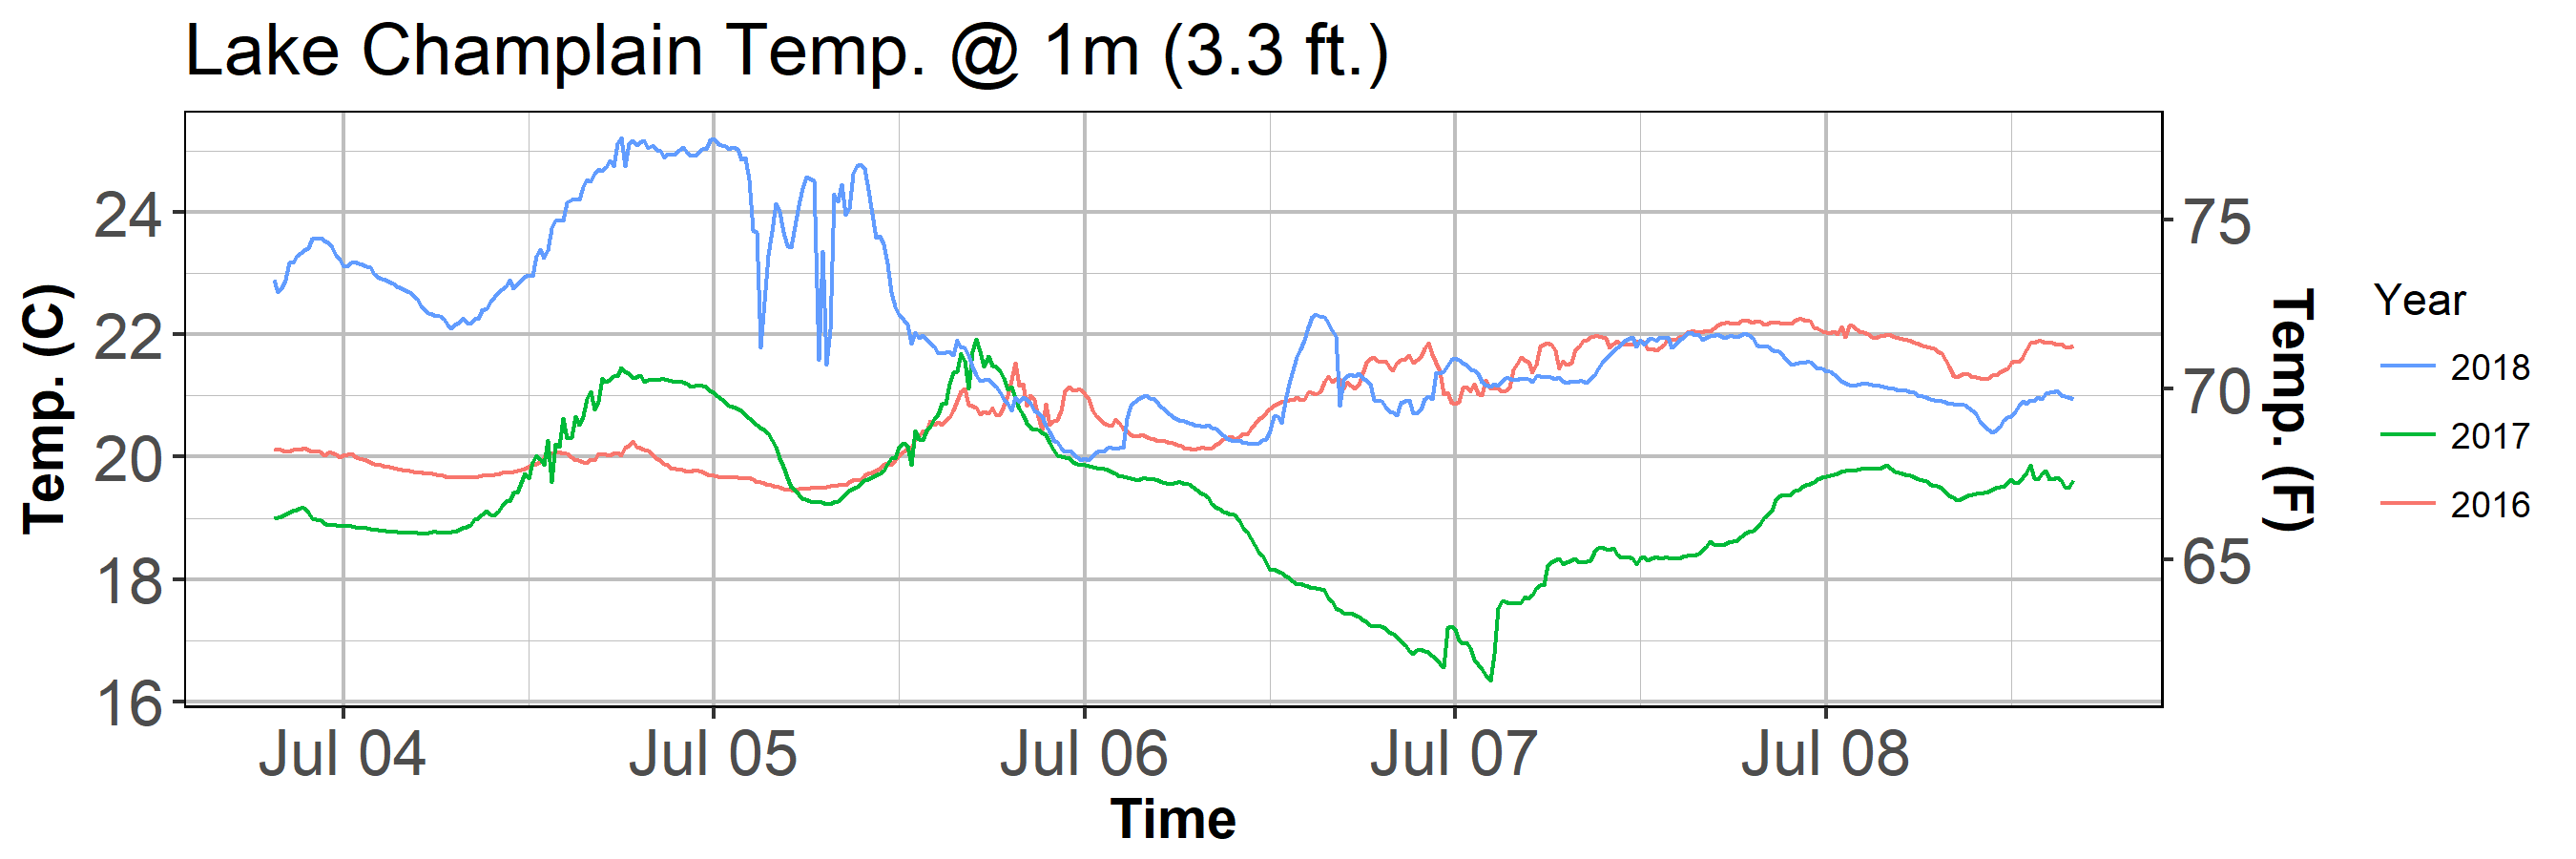 Lake Champlain Temp. @ 1m (3.3 ft.)
Temp. (C)
24
22
20
18
16
75
70
65
Temp. (F)
Jul 04
Jul 05
Jul 06
Jul 07
Jul 08
Time
Year
2018
2017
2016